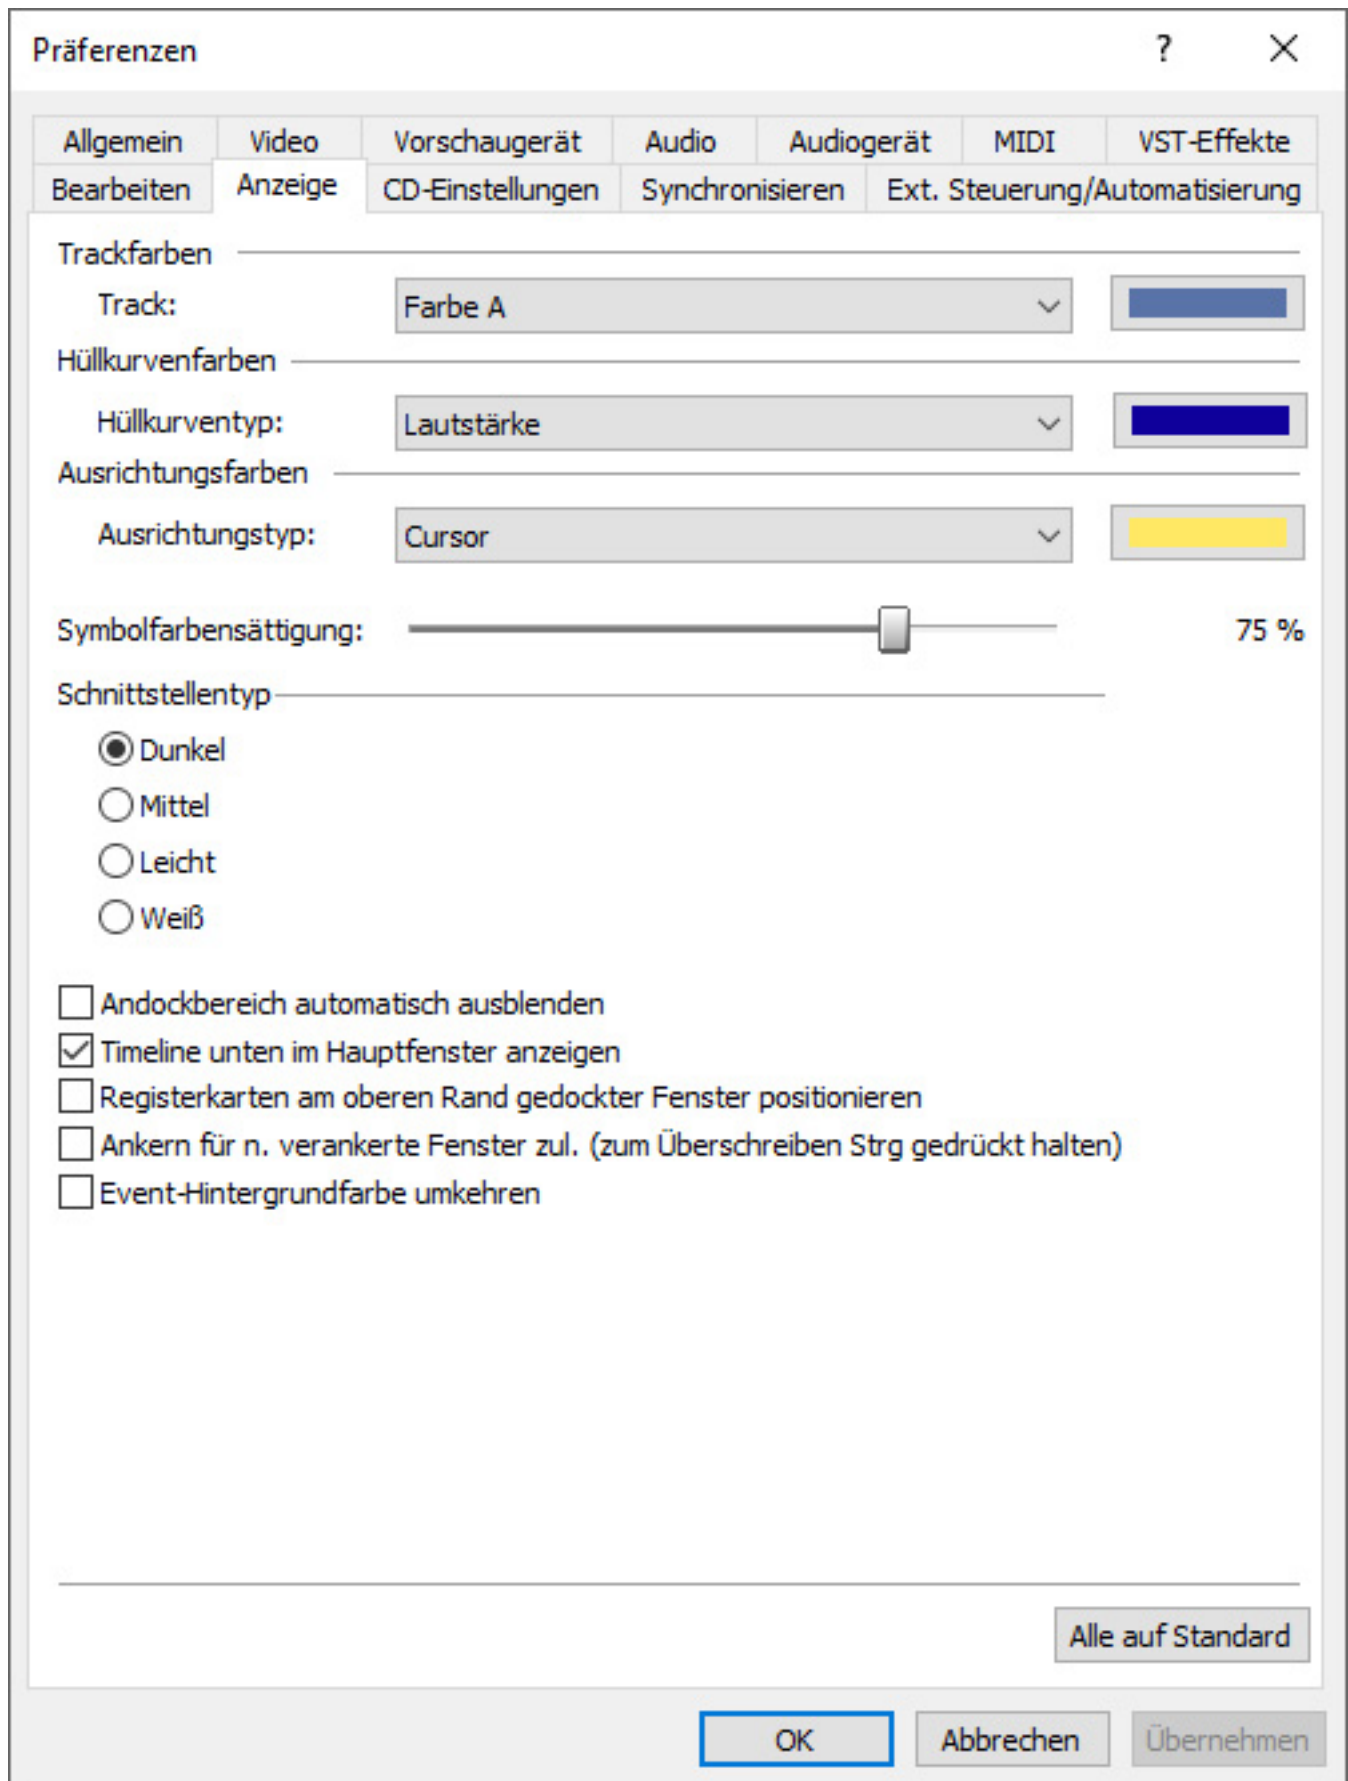 Präferenzen ?
Allgemein Video Vorschaugerät Audio Audiogerät MIDI VST-Effekte
Bearbeiten Anzeige CD-Einstellungen Synchronisieren Ext. Steuerung/Automatisierung
Trackfarben
Track: Farbe A
Hüllkurvenfarben
Hüllkurventyp: Lautstärke
Ausrichtungsfarben
Ausrichtungstyp: Cursor
Symbolfarbensättigung: 75 %
Schnittstellentyp
Dunkel
Mittel
Leicht
Weiß
Andockbereich automatisch ausblenden
Timeline unten im Hauptfenster anzeigen
Registerkarten am oberen Rand gedockter Fenster positionieren
Ankern für n. verankerte Fenster zul. (zum Überschreiben Strg gedrückt halten)
Event-Hintergrundfarbe umkehren
Alle auf Standard
OK Abbrechen Übernehmen